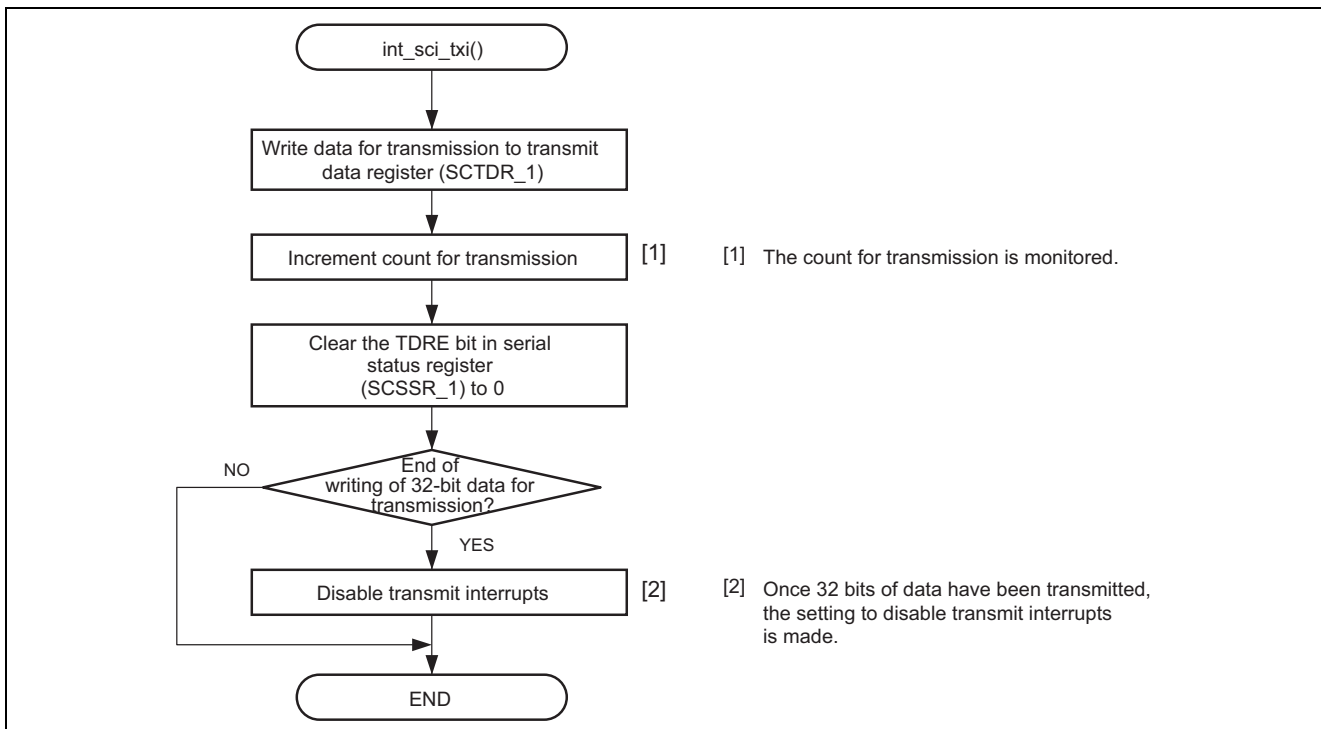 int_sci_txi()
Write data for transmission to transmit
data register (SCTDR_1)
Increment count for transmission
[1]
[1] The count for transmission is monitored.
Clear the TDRE bit in serial
status register
(SCSSR_1) to 0
End of
writing of 32-bit data for
transmission?
NO
YES
Disable transmit interrupts
[2]
[2] Once 32 bits of data have been transmitted,
the setting to disable transmit interrupts
is made.
END